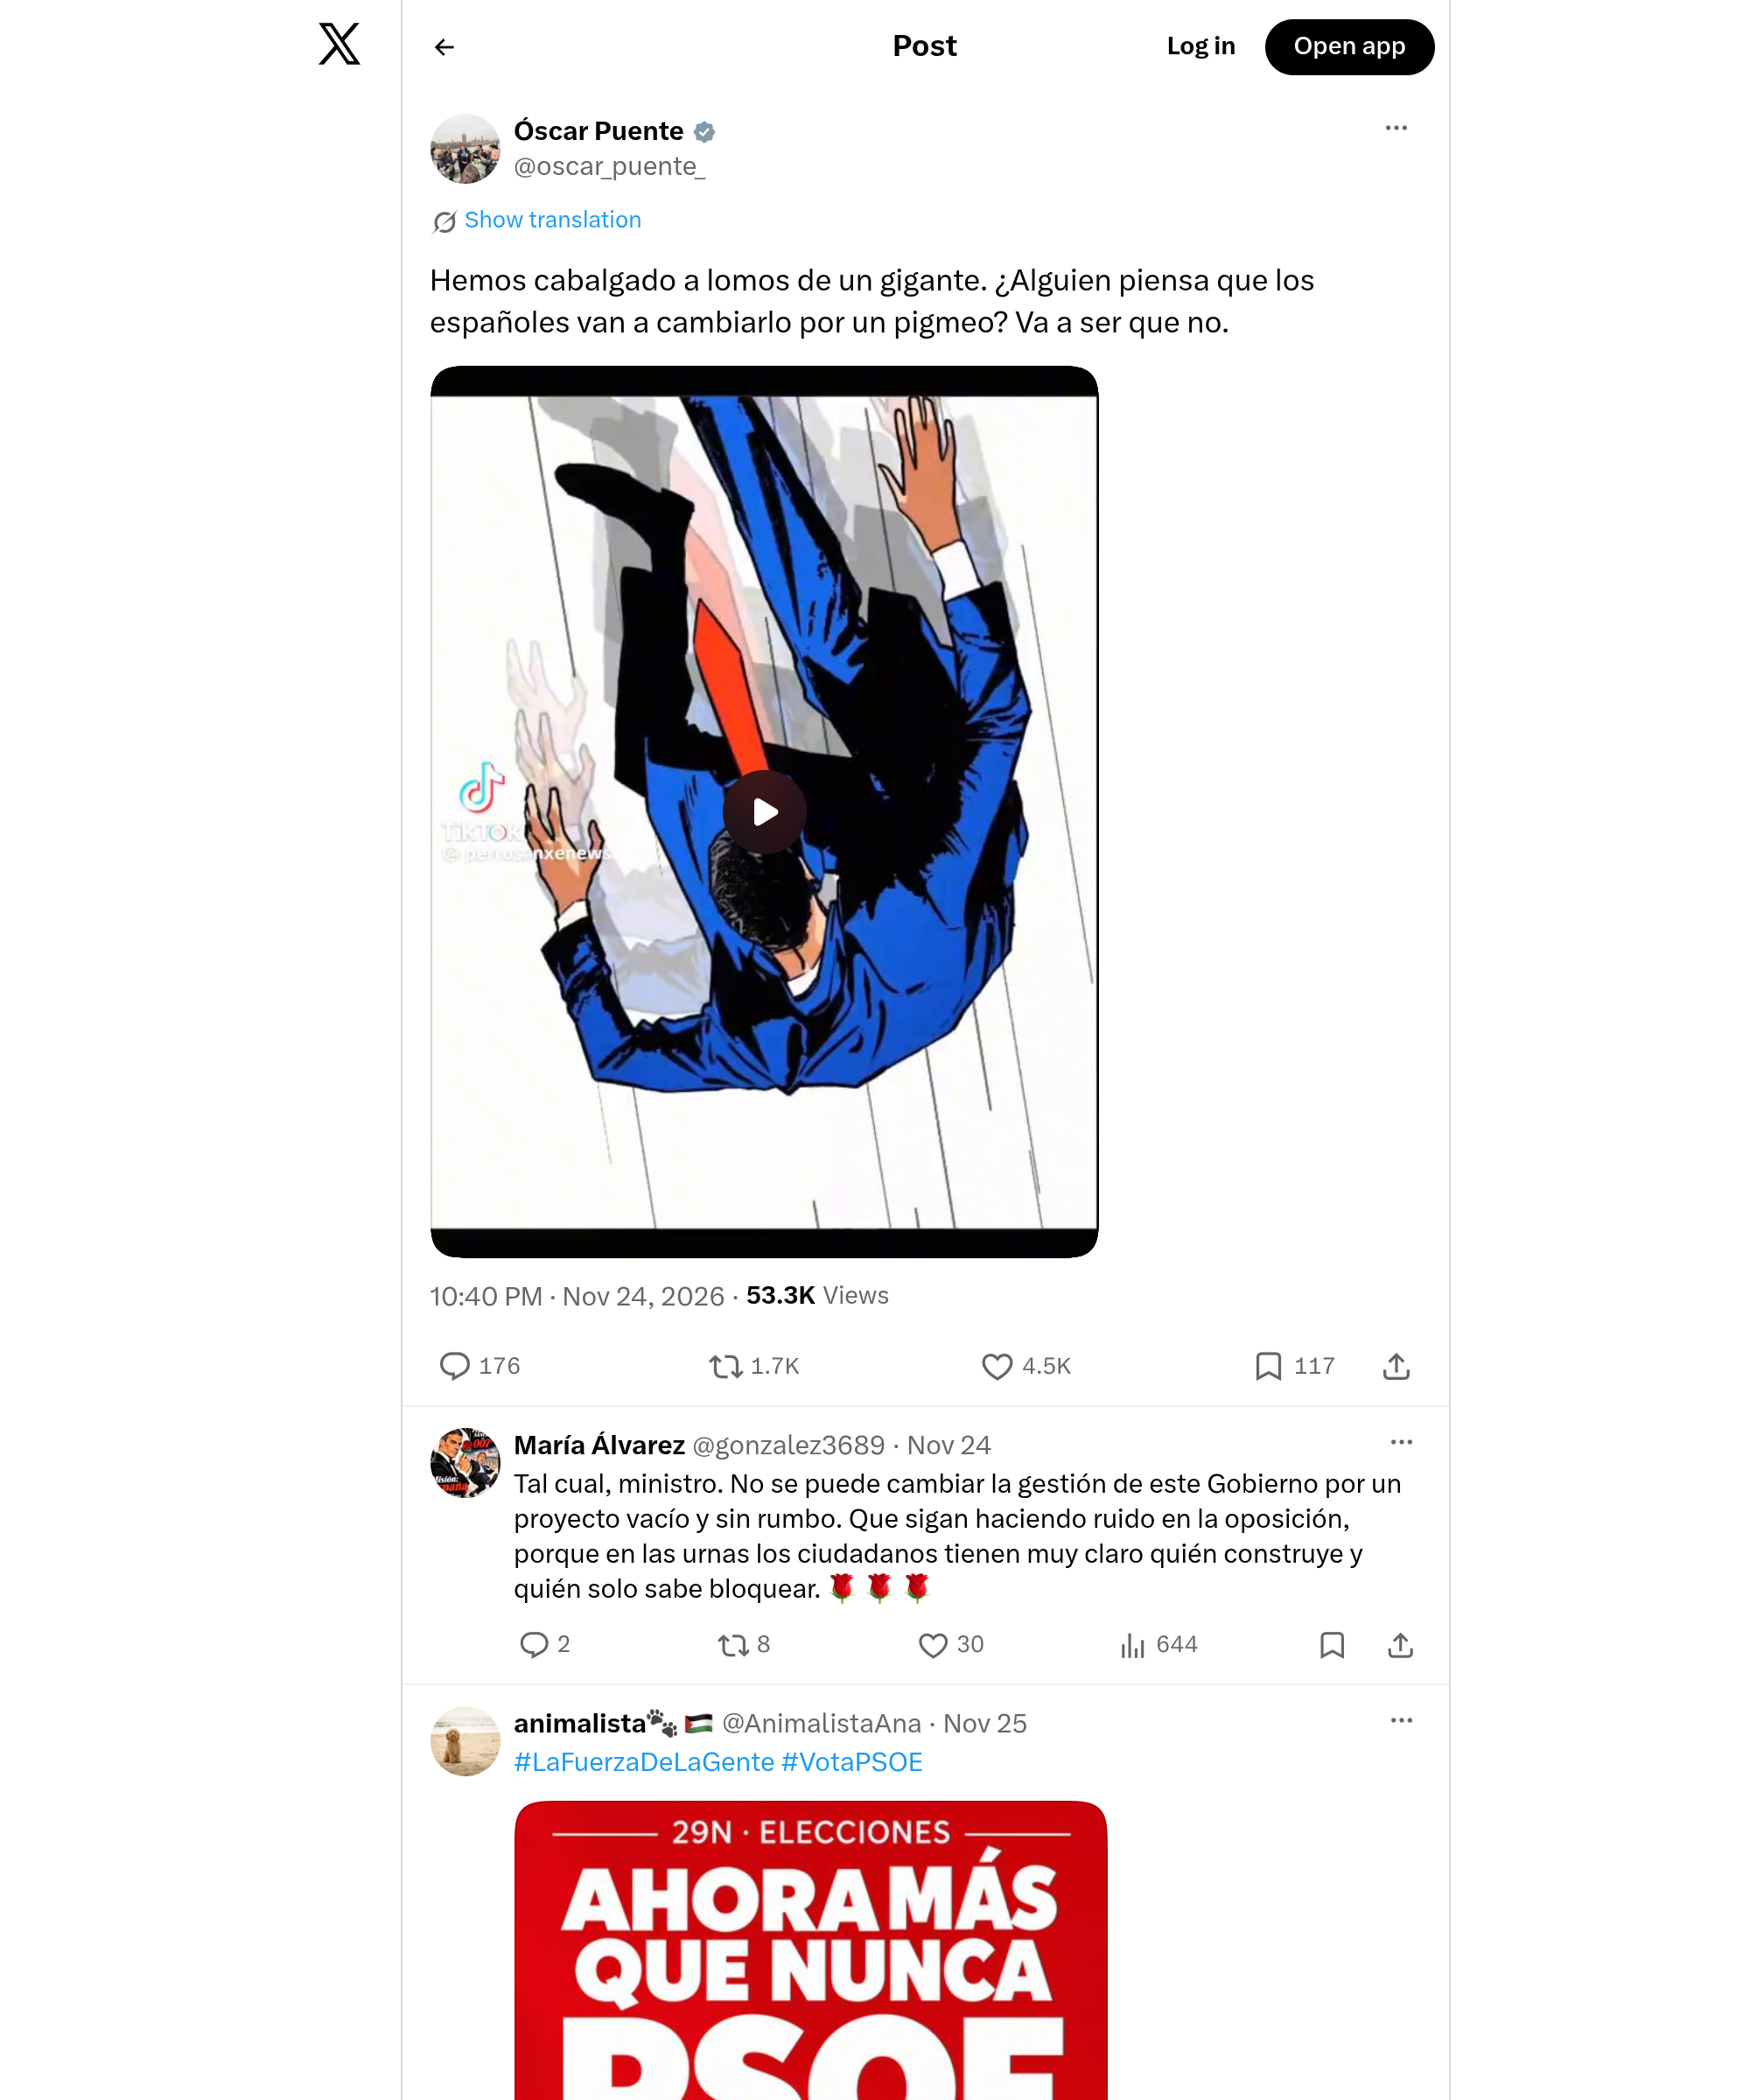 Post
Log in
Open app
Óscar Puente
@oscar_puente_
Show translation
Hemos cabalgado a lomos de un gigante. ¿Alguien piensa que los
españoles van a cambiarlo por un pigmeo? Va a ser que no.
TikTok
@ perrosanxenews
10:40 PM · Nov 24, 2026 · 53.3K Views
176 1.7K 4.5K 117
007
Misión:
España
María Álvarez @gonzalez3689 · Nov 24
Tal cual, ministro. No se puede cambiar la gestión de este Gobierno por un
proyecto vacío y sin rumbo. Que sigan haciendo ruido en la oposición,
porque en las urnas los ciudadanos tienen muy claro quién construye y
quién solo sabe bloquear. 🌹 🌹 🌹
2 8 30 644
animalista🐾 🇵🇸 @AnimalistaAna · Nov 25
#LaFuerzaDeLaGente #VotaPSOE
29N · ELECCIONES
AHORA MÁS
QUE NUNCA
PSOE